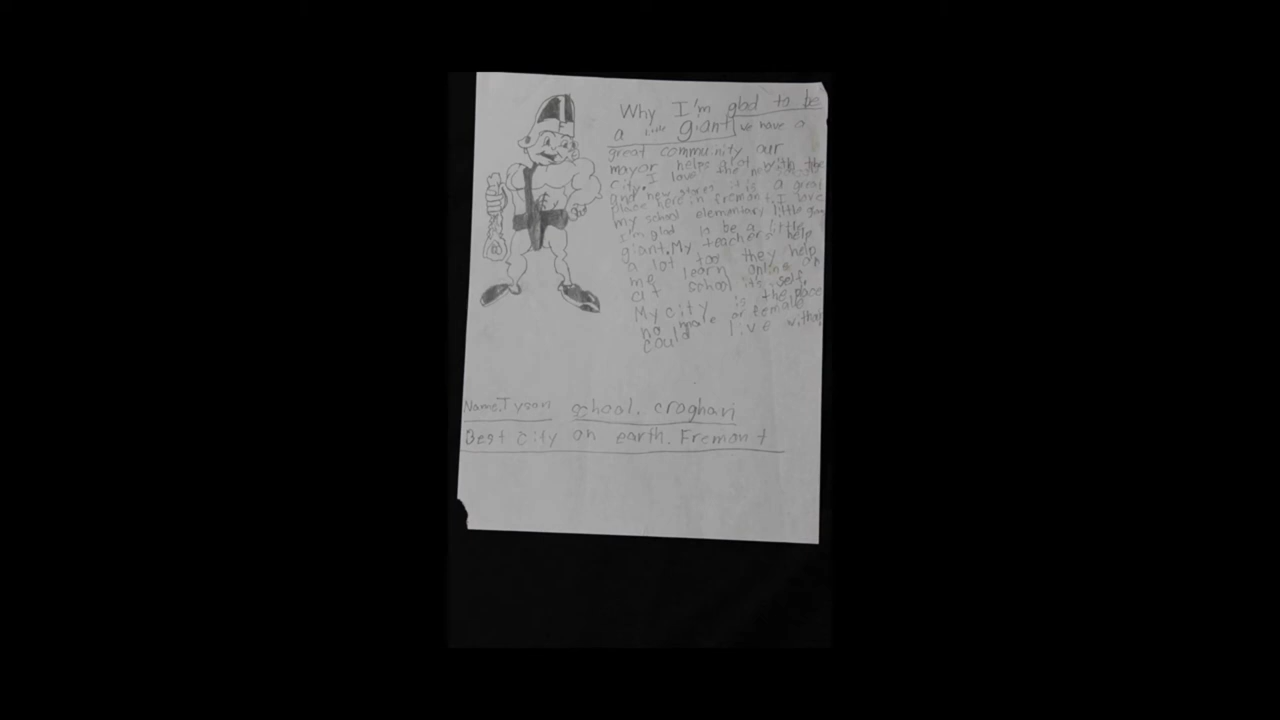 Why I'm glad to be
a little giant we have a
great community our
mayor helps a lot with the
city. I love the new
and new stores it is a great
place here in fremont. I love
my school elementary little
I'm glad to be a little
giant. My teachers help
a lot too they help
me learn online or
at school it's self.
My city is the place
no male or female
could live with
Name. Tyson school. croghan
Best city on earth. Fremont